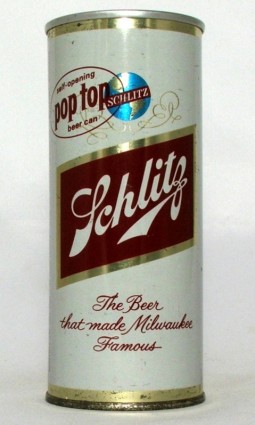 self-opening
pop top
beer can
SCHLITZ
Schlitz
The Beer
that made Milwaukee
Famous